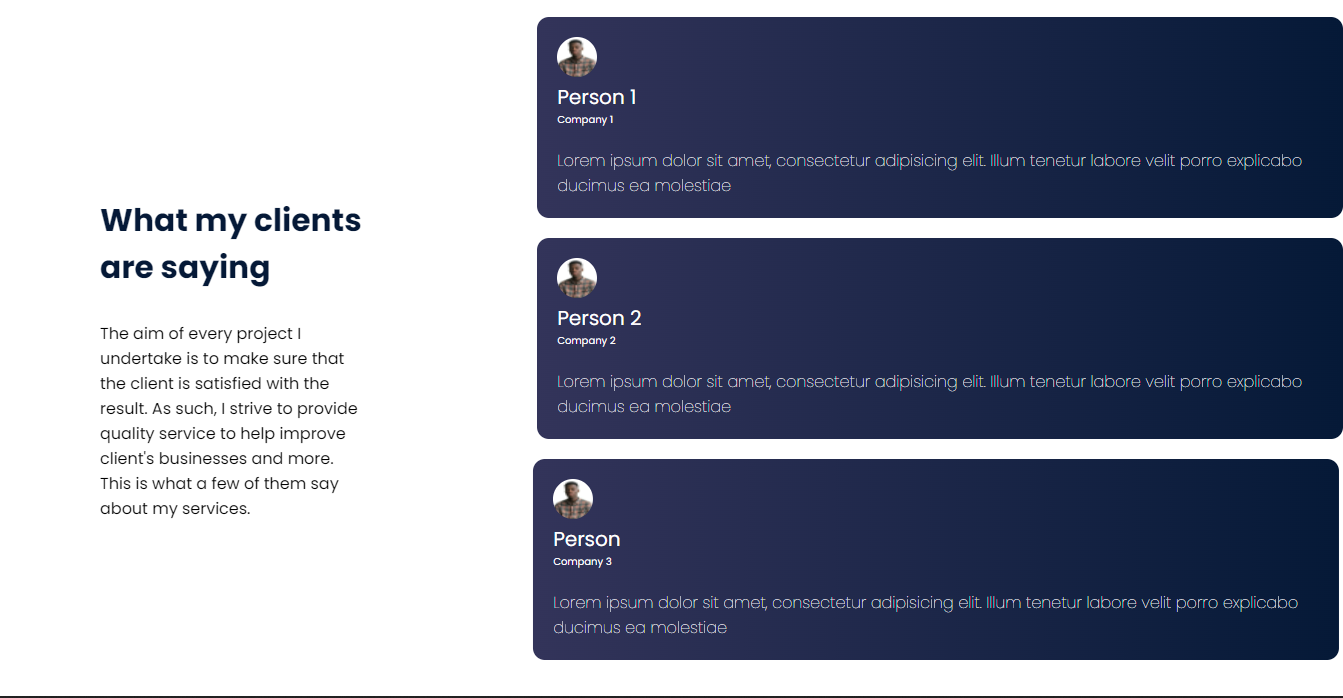 What my clients
are saying
The aim of every project I
undertake is to make sure that
the client is satisfied with the
result. As such, I strive to provide
quality service to help improve
client's businesses and more.
This is what a few of them say
about my services.
Person 1
Company 1
Lorem ipsum dolor sit amet, consectetur adipisicing elit. Illum tenetur labore velit porro explicabo
ducimus ea molestiae
Person 2
Company 2
Lorem ipsum dolor sit amet, consectetur adipisicing elit. Illum tenetur labore velit porro explicabo
ducimus ea molestiae
Person
Company 3
Lorem ipsum dolor sit amet, consectetur adipisicing elit. Illum tenetur labore velit porro explicabo
ducimus ea molestiae